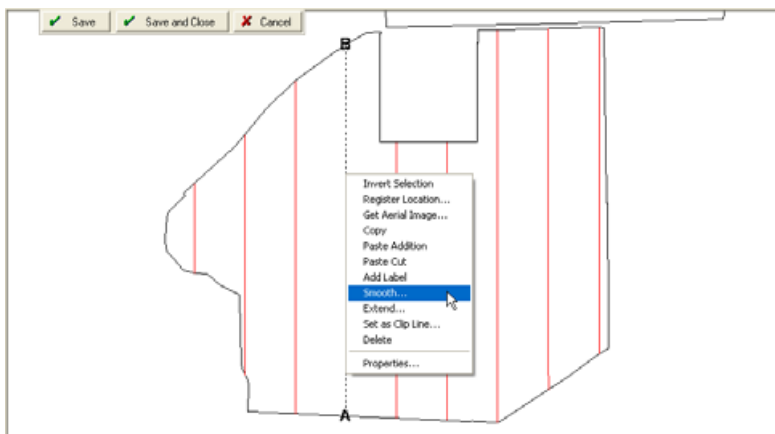 Save Save and Close Cancel
B
Invert Selection
Register Location...
Get Aerial Image...
Copy
Paste Addition
Paste Cut
Add Label
Smooth...
Extend...
Set as Clip Line...
Delete
Properties...
A